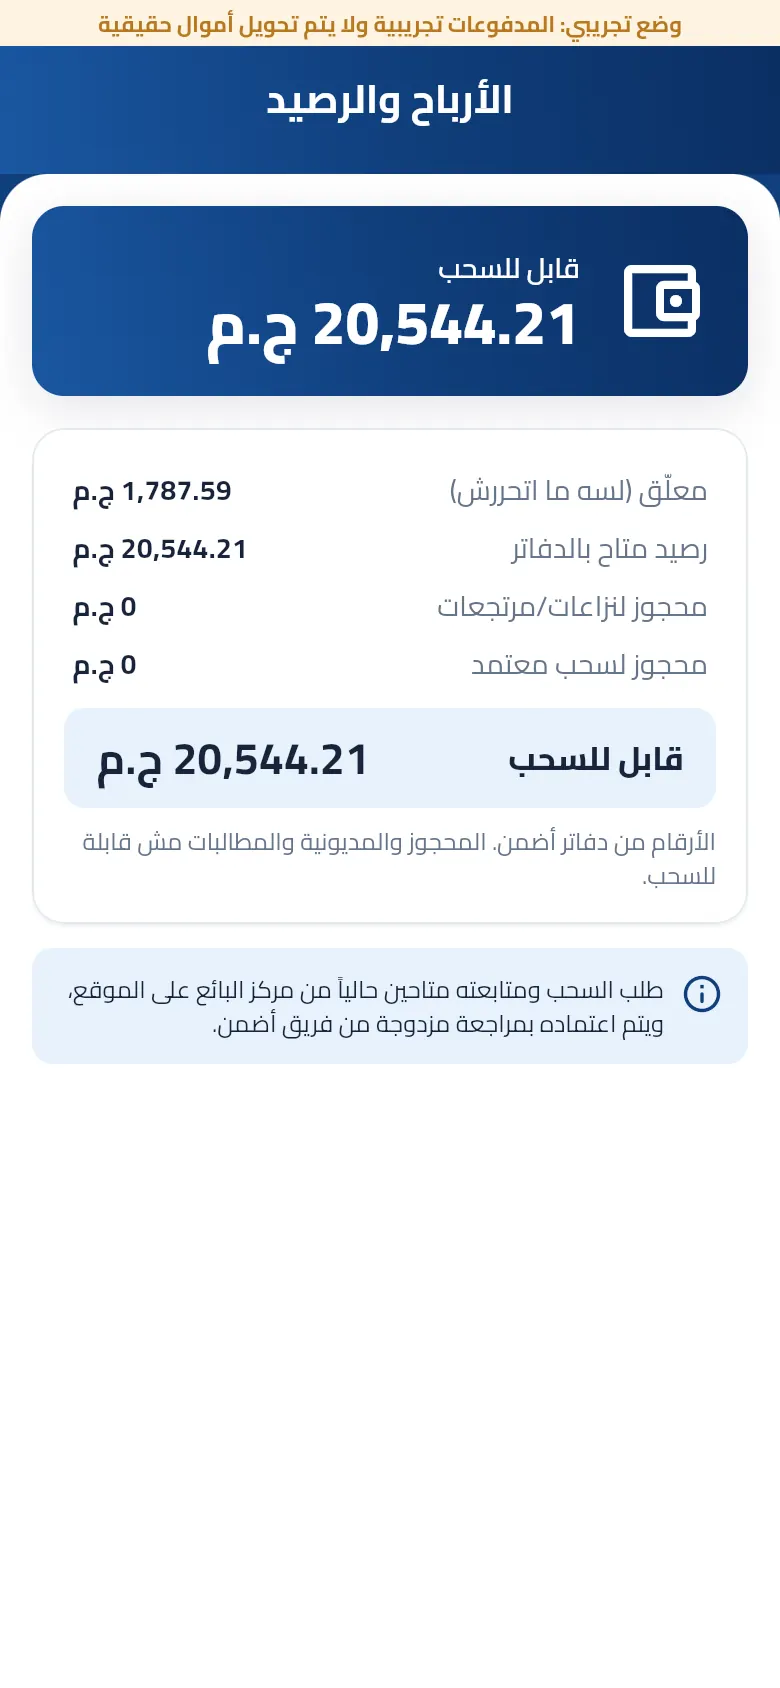 وضع تجريبي: المدفوعات تجريبية ولا يتم تحويل أموال حقيقية
الأرباح والرصيد
قابل للسحب
20,544.21 ج.م
معلّق (لسه ما اتحررش) 1,787.59 ج.م
رصيد متاح بالدفاتر 20,544.21 ج.م
محجوز لنزاعات/مرتجعات 0 ج.م
محجوز لسحب معتمد 0 ج.م
قابل للسحب 20,544.21 ج.م
الأرقام من دفاتر أضمن. المحجوز والمديونية والمطالبات مش قابلة
للسحب.
طلب السحب ومتابعته متاحين حالياً من مركز البائع على الموقع،
ويتم اعتماده بمراجعة مزدوجة من فريق أضمن.